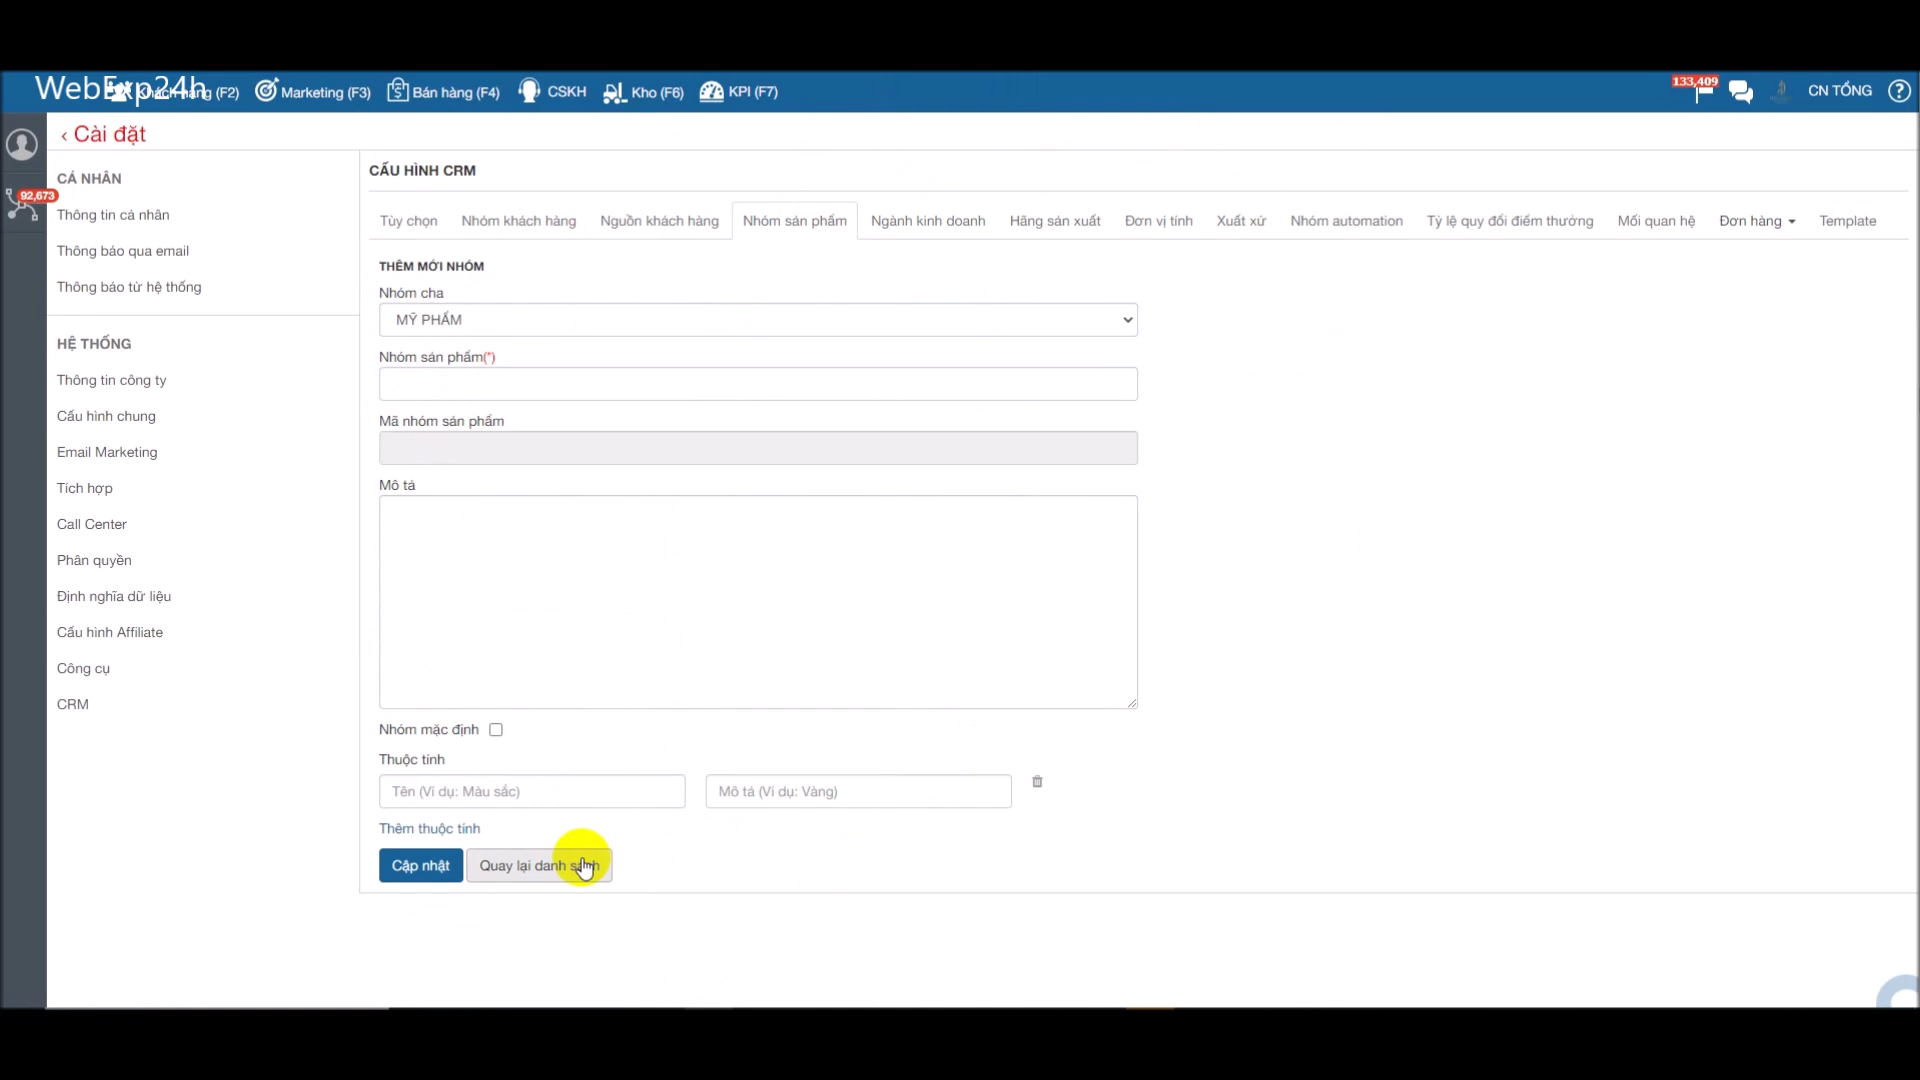 WebExp24h
Khách hàng (F2) Marketing (F3) Bán hàng (F4) CSKH Kho (F6) KPI (F7) 133,409 CN TỔNG ?
‹ Cài đặt
92,673
CÁ NHÂN
Thông tin cá nhân
Thông báo qua email
Thông báo từ hệ thống
HỆ THỐNG
Thông tin công ty
Cấu hình chung
Email Marketing
Tích hợp
Call Center
Phân quyền
Định nghĩa dữ liệu
Cấu hình Affiliate
Công cụ
CRM
CẤU HÌNH CRM
Tùy chọn Nhóm khách hàng Nguồn khách hàng Nhóm sản phẩm Ngành kinh doanh Hãng sản xuất Đơn vị tính Xuất xứ Nhóm automation Tỷ lệ quy đổi điểm thưởng Mối quan hệ Đơn hàng Template
THÊM MỚI NHÓM
Nhóm cha
MỸ PHẨM
Nhóm sản phẩm(*)
Mã nhóm sản phẩm
Mô tả
Nhóm mặc định
Thuộc tính
Tên (Ví dụ: Màu sắc) Mô tả (Ví dụ: Vàng)
Thêm thuộc tính
Cập nhật Quay lại danh sách